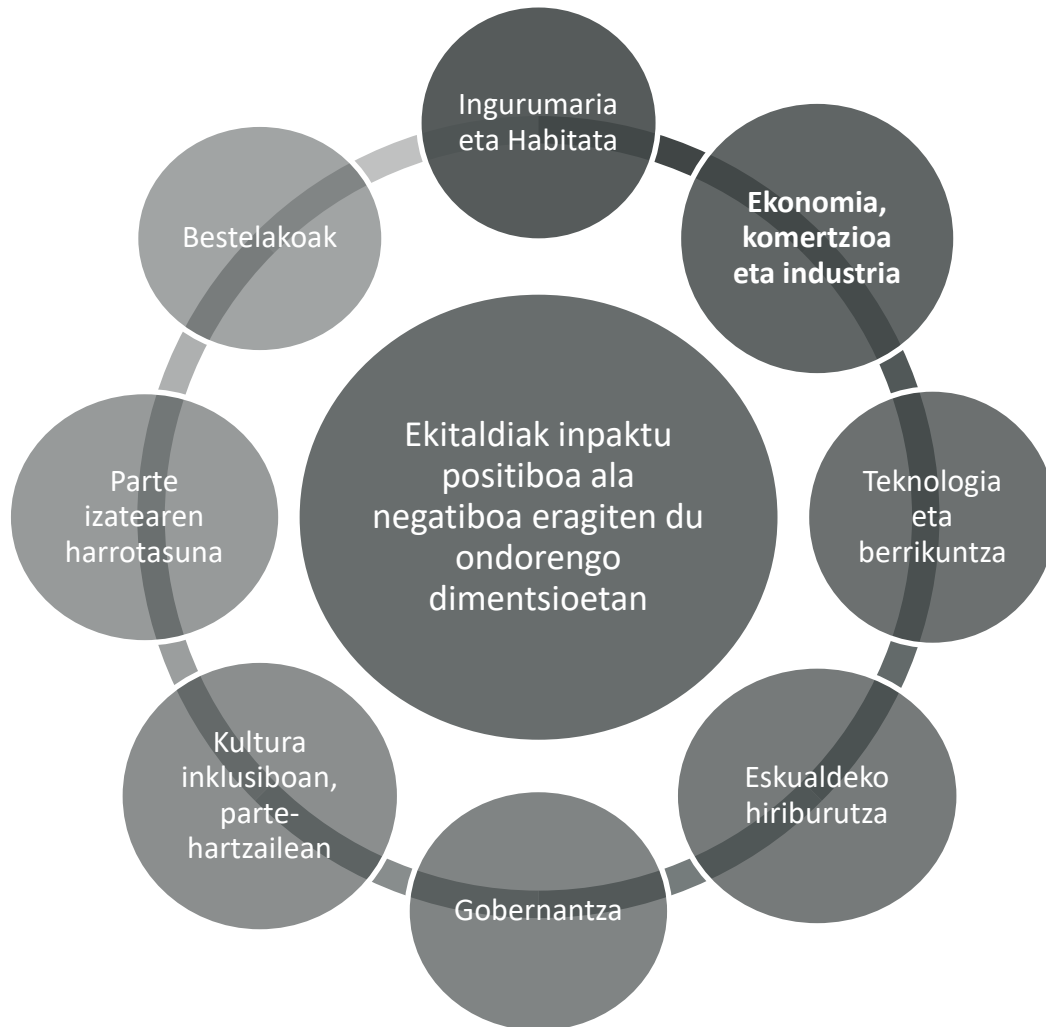 Ingurumaria
eta Habitata
Ekonomia,
komertzioa
eta industria
Teknologia
eta
berrikuntza
Eskualdeko
hiriburutza
Gobernantza
Kultura
inklusiboan,
parte-
hartzailean
Parte
izatearen
harrotasuna
Bestelakoak
Ekitaldiak inpaktu
positiboa ala
negatiboa eragiten du
ondorengo
dimentsioetan